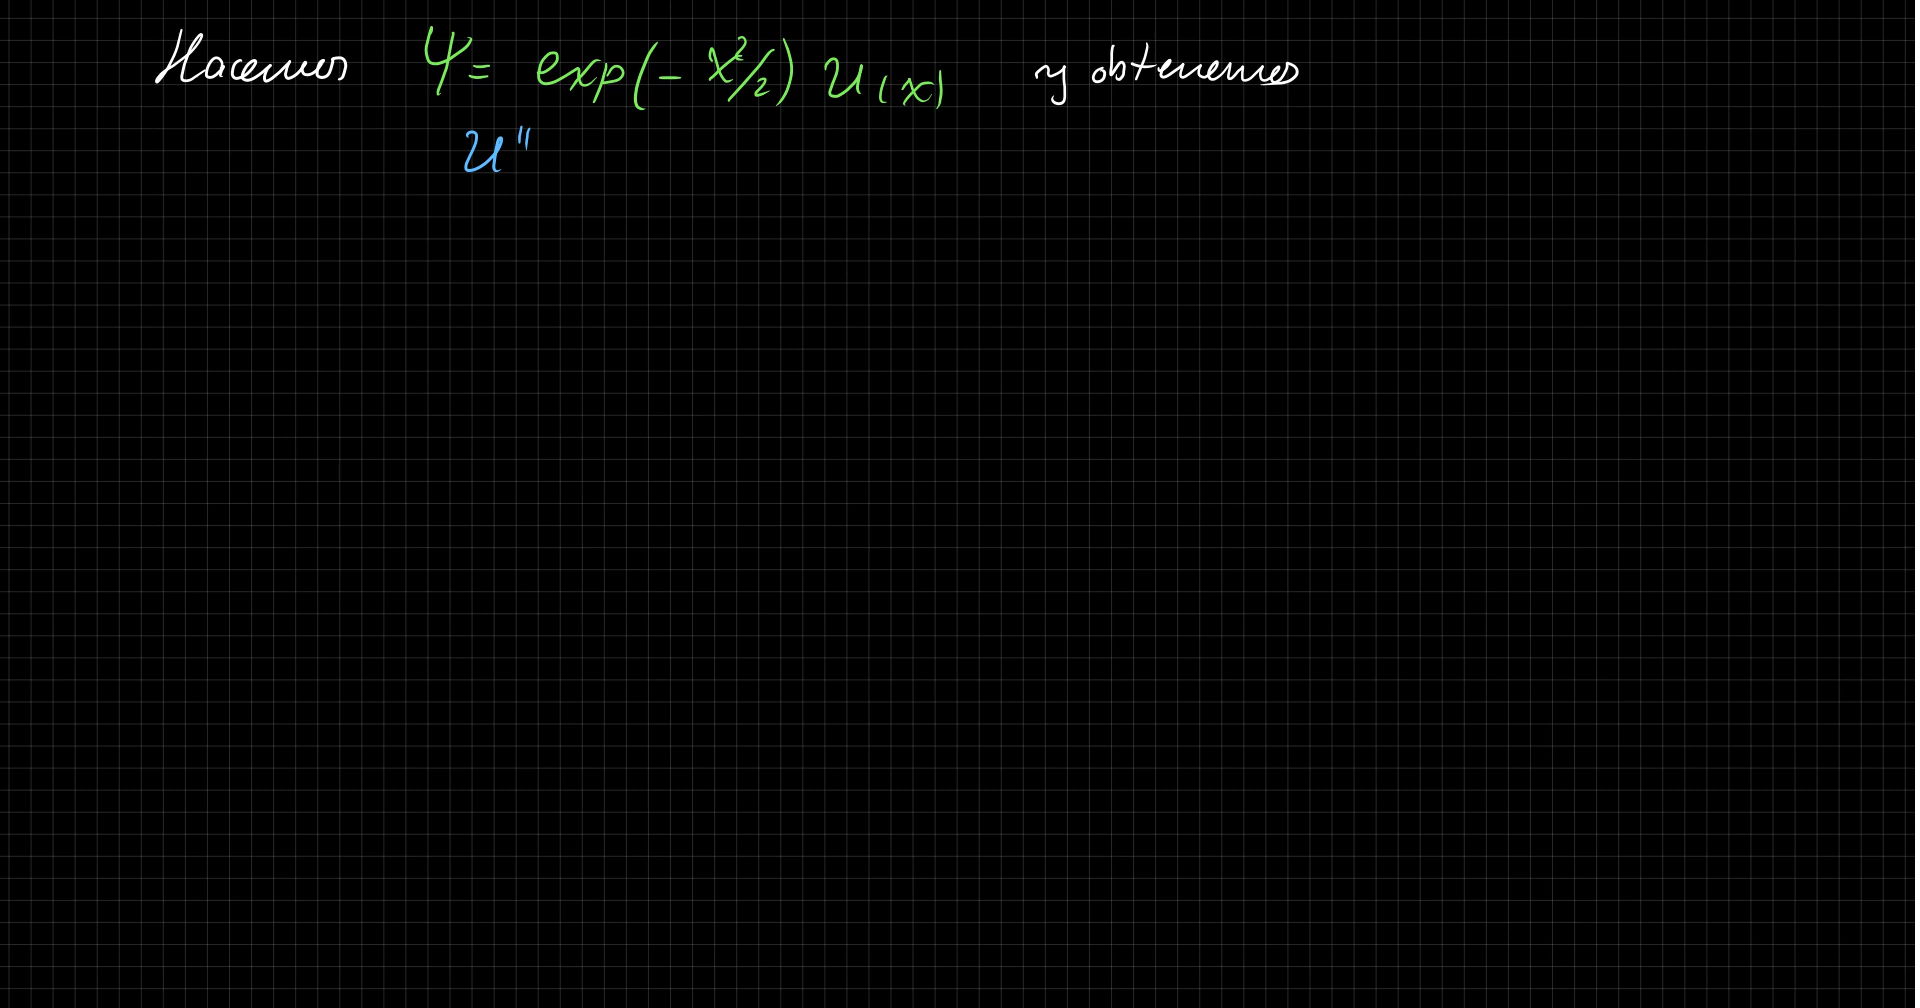 Hacemos Ψ = exp(- x²/2) u(x) y obtenemos
u''